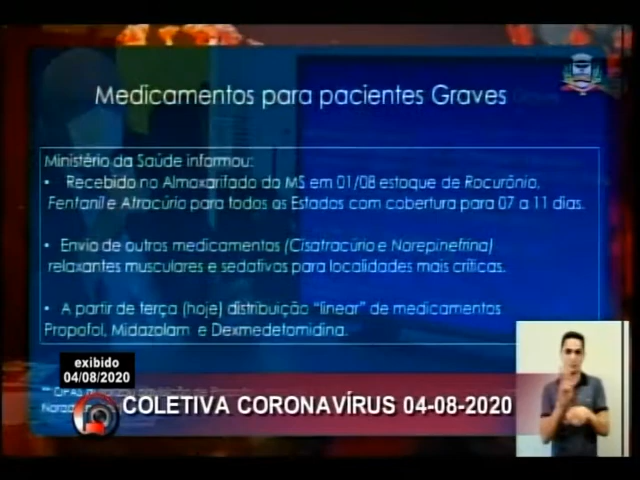 Medicamentos para pacientes Graves
Ministério da Saúde informou:
• Recebido no Almoxarifado do MS em 01/08 estoque de Rocurônio,
Fentanil e Atracúrio para todos os Estados com cobertura para 07 a 11 dias.
• Envio de outros medicamentos (Cisatracúrio e Norepinefrina)
relaxantes musculares e sedativos para localidades mais críticas.
• A partir de terça (hoje) distribuição "linear" de medicamentos
Propofol, Midazolam e Dexmedetomidina.
exibido
04/08/2020
COLETIVA CORONAVÍRUS 04-08-2020